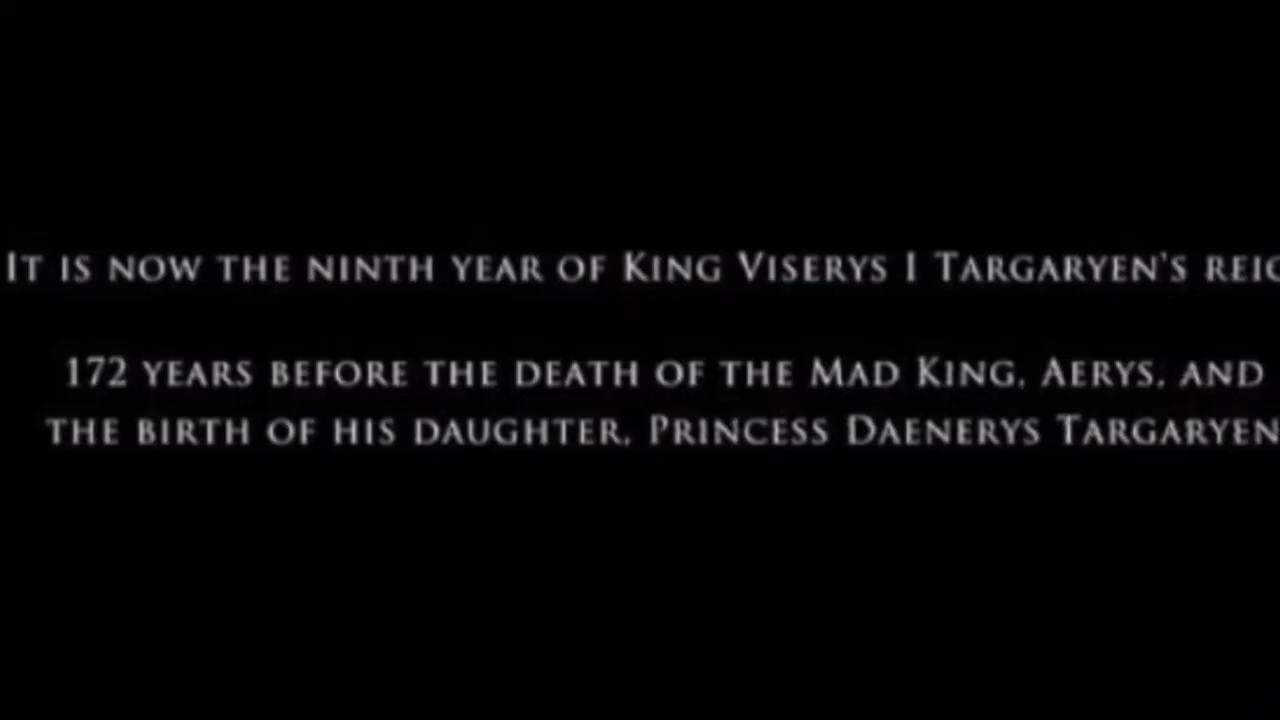 It is now the ninth year of King Viserys I Targaryen's reig
172 years before the death of the Mad King, Aerys, and
the birth of his daughter, Princess Daenerys Targaryen